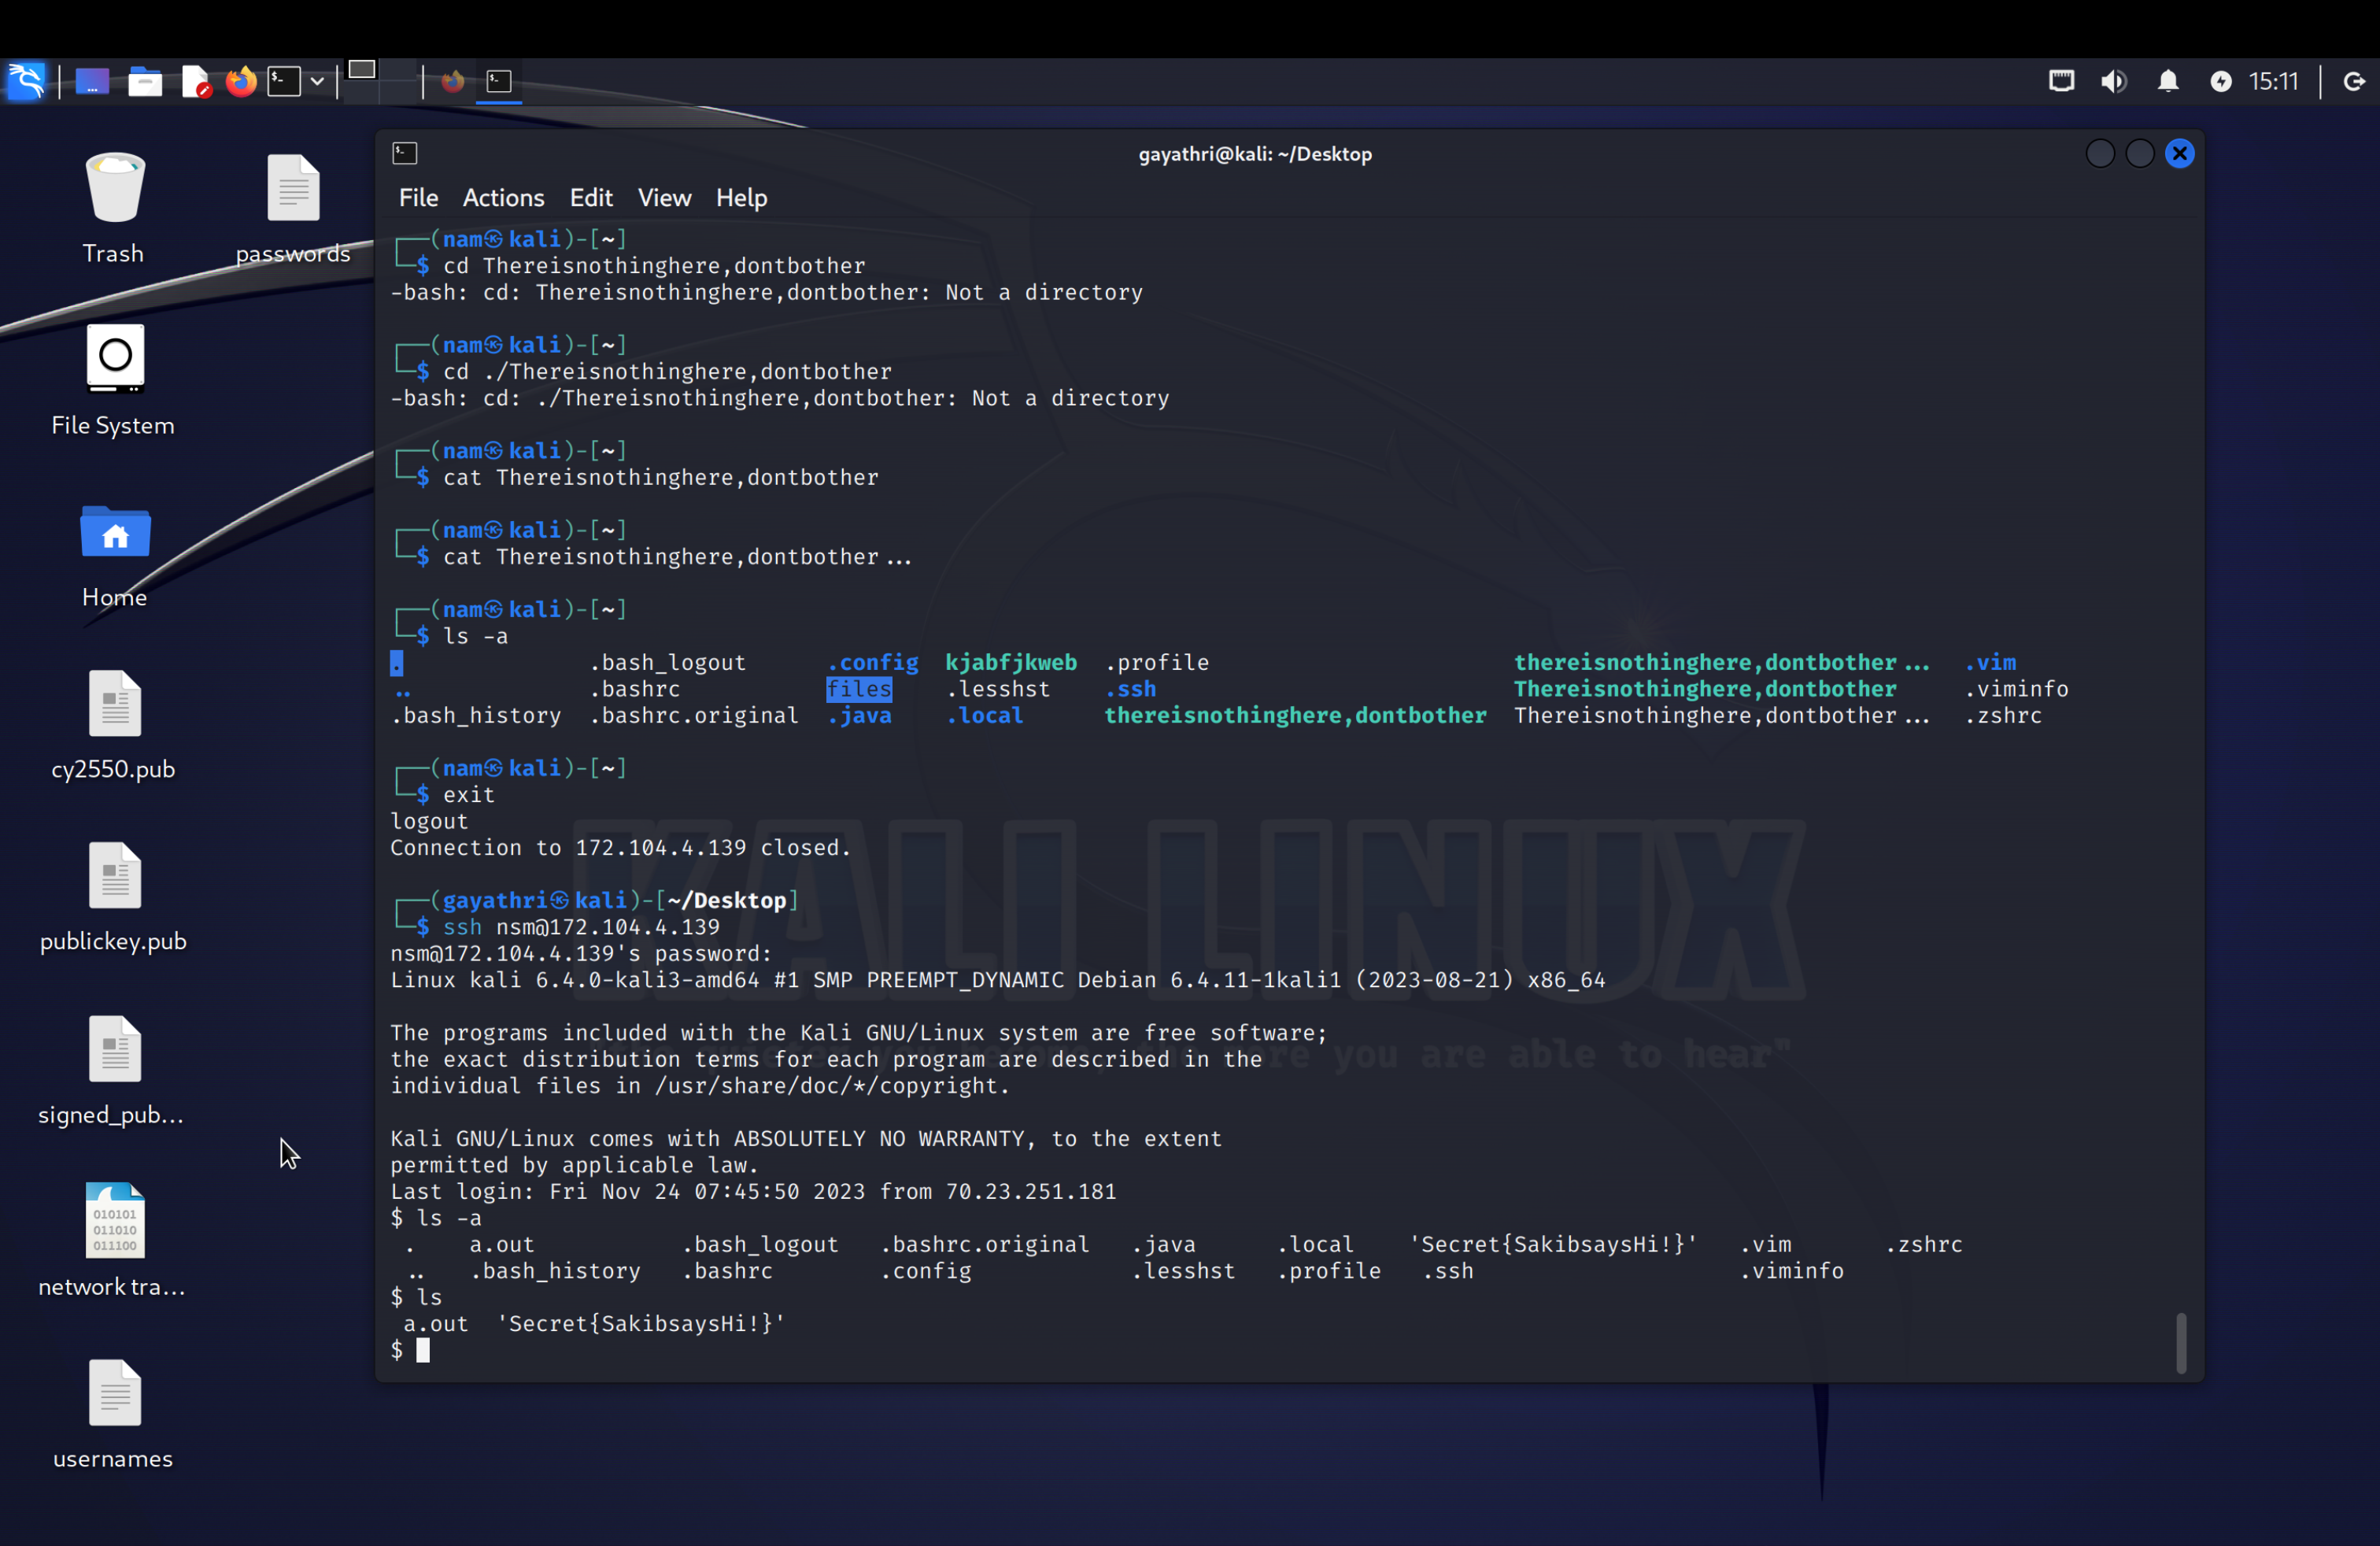 15:11
gayathri@kali: ~/Desktop
File Actions Edit View Help
Trash
passwords
File System
Home
cy2550.pub
publickey.pub
signed_pub...
network tra...
010101
011010
011100
usernames
┌──(nam㉿kali)-[~]
└─$ cd Thereisnothinghere,dontbother
-bash: cd: Thereisnothinghere,dontbother: Not a directory
┌──(nam㉿kali)-[~]
└─$ cd ./Thereisnothinghere,dontbother
-bash: cd: ./Thereisnothinghere,dontbother: Not a directory
┌──(nam㉿kali)-[~]
└─$ cat Thereisnothinghere,dontbother
┌──(nam㉿kali)-[~]
└─$ cat Thereisnothinghere,dontbother...
┌──(nam㉿kali)-[~]
└─$ ls -a
. .bash_logout .config kjabfjkweb .profile thereisnothinghere,dontbother... .vim
.. .bashrc files .lesshst .ssh Thereisnothinghere,dontbother .viminfo
.bash_history .bashrc.original .java .local thereisnothinghere,dontbother Thereisnothinghere,dontbother... .zshrc
┌──(nam㉿kali)-[~]
└─$ exit
logout
Connection to 172.104.4.139 closed.
┌──(gayathri㉿kali)-[~/Desktop]
└─$ ssh nsm@172.104.4.139
nsm@172.104.4.139's password:
Linux kali 6.4.0-kali3-amd64 #1 SMP PREEMPT_DYNAMIC Debian 6.4.11-1kali1 (2023-08-21) x86_64
The programs included with the Kali GNU/Linux system are free software;
the exact distribution terms for each program are described in the
individual files in /usr/share/doc/*/copyright.
Kali GNU/Linux comes with ABSOLUTELY NO WARRANTY, to the extent
permitted by applicable law.
Last login: Fri Nov 24 07:45:50 2023 from 70.23.251.181
$ ls -a
. a.out .bash_logout .bashrc.original .java .local 'Secret{SakibsaysHi!}' .vim .zshrc
.. .bash_history .bashrc .config .lesshst .profile .ssh .viminfo
$ ls
a.out 'Secret{SakibsaysHi!}'
$
KALI LINUX
you are able to hear"